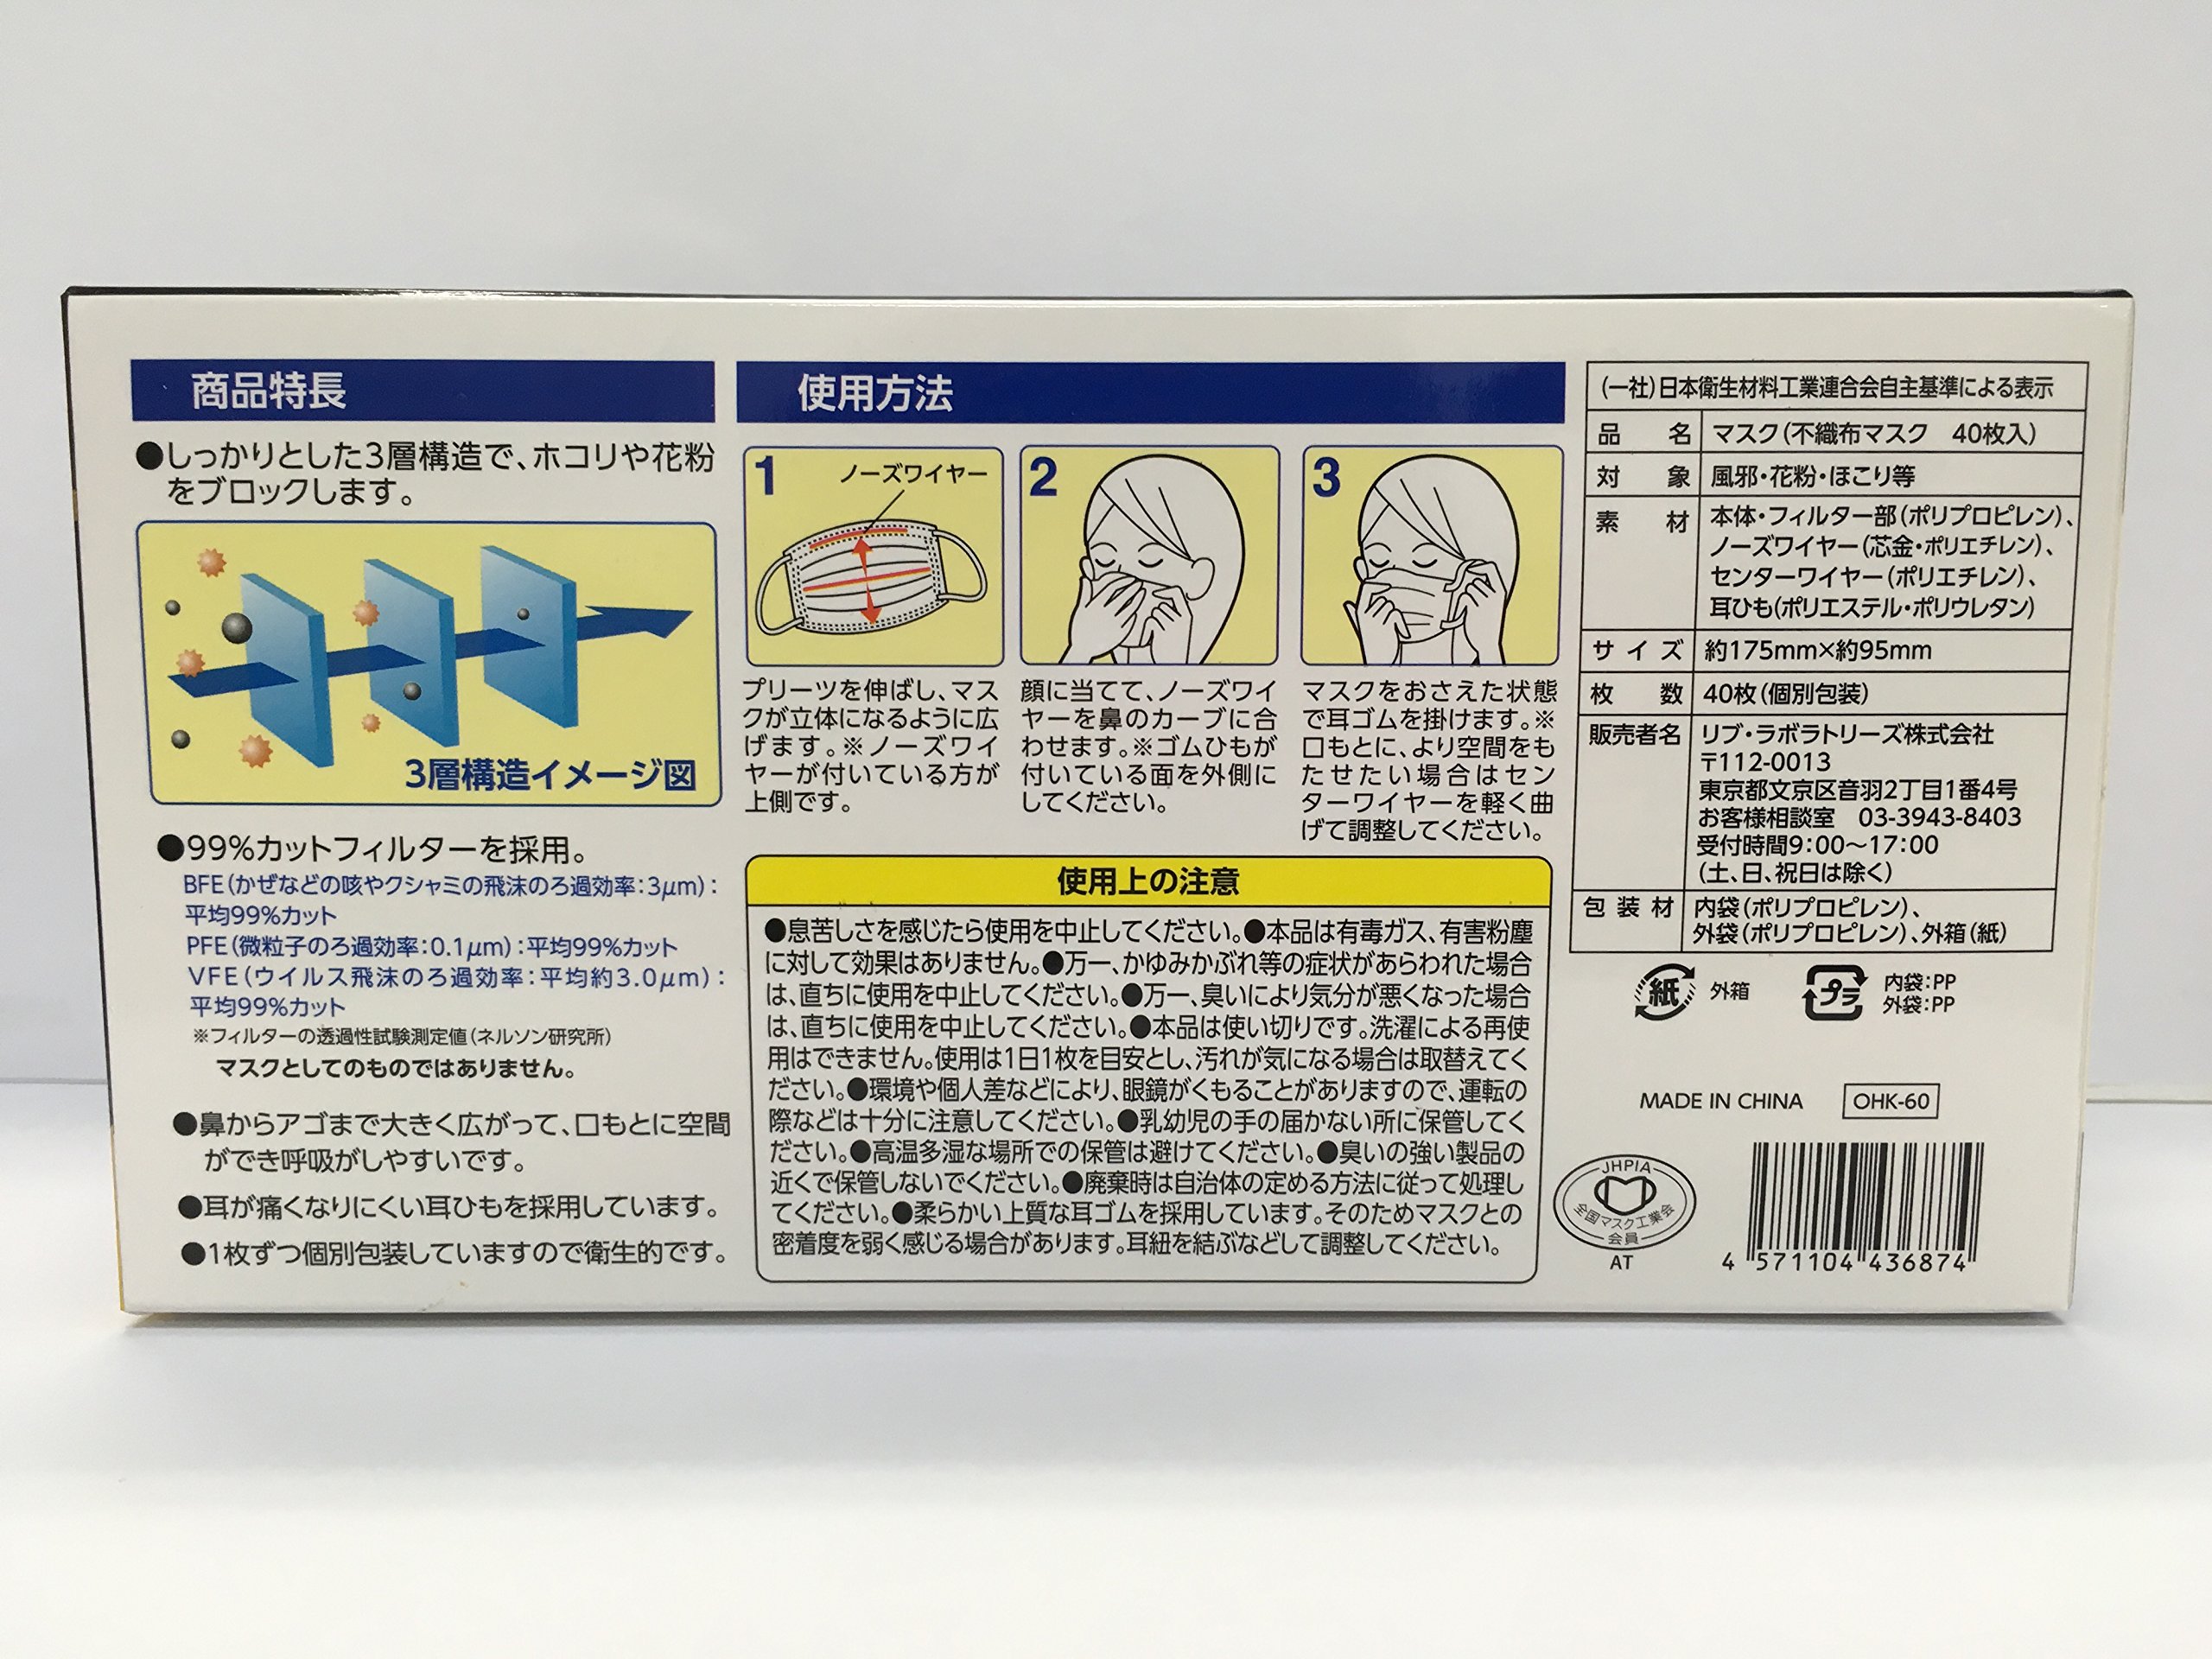 商品特長
●しっかりとした3層構造で、ホコリや花粉
をブロックします。
3層構造イメージ図
●99%カットフィルターを採用。
BFE(かぜなどの咳やクシャミの飛沫のろ過効率:3μm):
平均99%カット
PFE(微粒子のろ過効率:0.1μm):平均99%カット
VFE(ウイルス飛沫のろ過効率:平均約3.0μm):
平均99%カット
※フィルターの透過性試験測定値(ネルソン研究所)
マスクとしてのものではありません。
●鼻からアゴまで大きく広がって、口もとに空間
ができ呼吸がしやすいです。
●耳が痛くなりにくい耳ひもを採用しています。
●1枚ずつ個別包装していますので衛生的です。
使用方法
1
ノーズワイヤー
プリーツを伸ばし、マス
クが立体になるように広
げます。※ノーズワイ
ヤーが付いている方が
上側です。
2
顔に当てて、ノーズワイ
ヤーを鼻のカーブに合
わせます。※ゴムひもが
付いている面を外側に
してください。
3
マスクをおさえた状態
で耳ゴムを掛けます。※
口もとに、より空間をも
たせたい場合はセン
ターワイヤーを軽く曲
げて調整してください。
使用上の注意
●息苦しさを感じたら使用を中止してください。●本品は有毒ガス、有害粉塵
に対して効果はありません。●万一、かゆみかぶれ等の症状があらわれた場合
は、直ちに使用を中止してください。●万一、臭いにより気分が悪くなった場合
は、直ちに使用を中止してください。●本品は使い切りです。洗濯による再使
用はできません。使用は1日1枚を目安とし、汚れが気になる場合は取替えてく
ださい。●環境や個人差などにより、眼鏡がくもることがありますので、運転の
際などは十分に注意してください。●乳幼児の手の届かない所に保管してく
ださい。●高温多湿な場所での保管は避けてください。●臭いの強い製品の
近くで保管しないでください。●廃棄時は自治体の定める方法に従って処理し
てください。●柔らかい上質な耳ゴムを採用しています。そのためマスクとの
密着度を弱く感じる場合があります。耳紐を結ぶなどして調整してください。
(一社)日本衛生材料工業連合会自主基準による表示
品名 マスク(不織布マスク 40枚入)
対象 風邪・花粉・ほこり等
素材 本体・フィルター部(ポリプロピレン)、
ノーズワイヤー(芯金・ポリエチレン)、
センターワイヤー(ポリエチレン)、
耳ひも(ポリエステル・ポリウレタン)
サイズ 約175mm×約95mm
枚数 40枚(個別包装)
販売者名 リブ・ラボラトリーズ株式会社
〒112-0013
東京都文京区音羽2丁目1番4号
お客様相談室 03-3943-8403
受付時間9:00〜17:00
(土、日、祝日は除く)
包装材 内袋(ポリプロピレン)、
外袋(ポリプロピレン)、外箱(紙)
紙 外箱
プラ 内袋:PP
外袋:PP
MADE IN CHINA OHK-60
JHPIA
全国マスク工業会
会員
AT
4 571104 436874